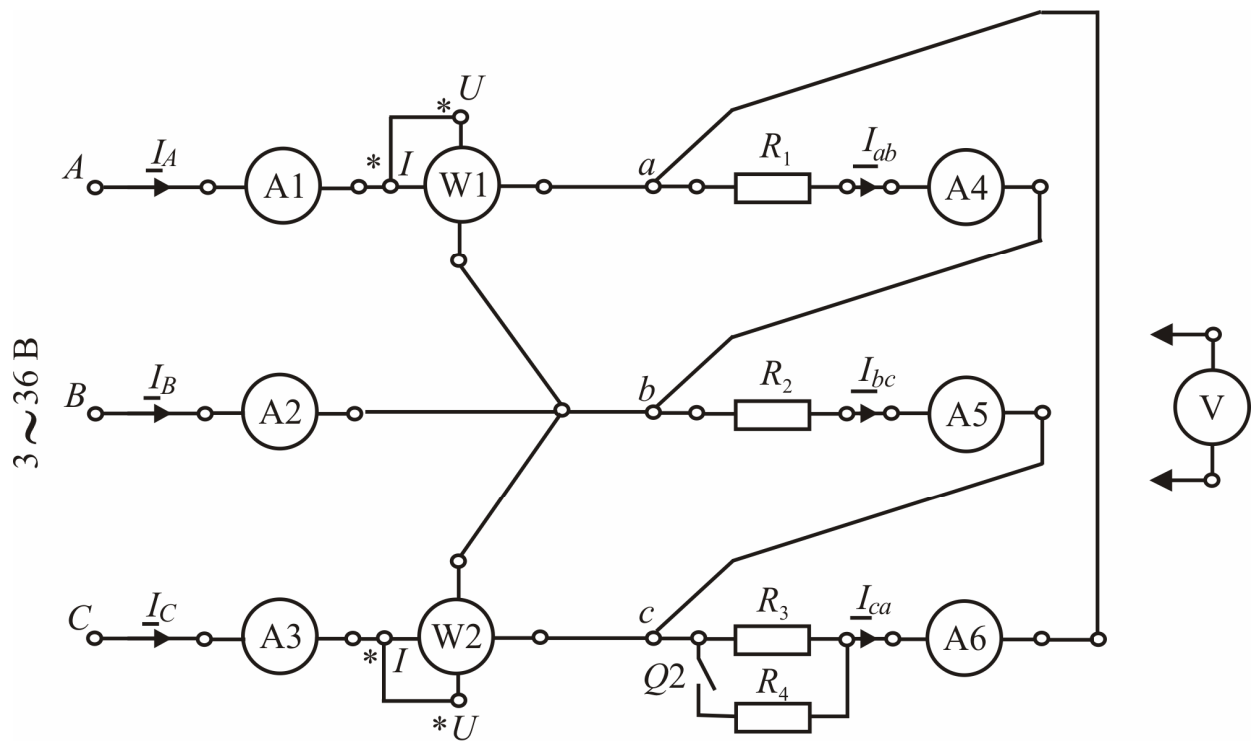 * U
A I_A A1 * I W1 a R₁ I_ab A4
3 ~ 36 В
B I_B A2 b R₂ I_bc A5 V
C I_C A3 * I W2 c R₃ I_ca A6
Q2 R₄
* U